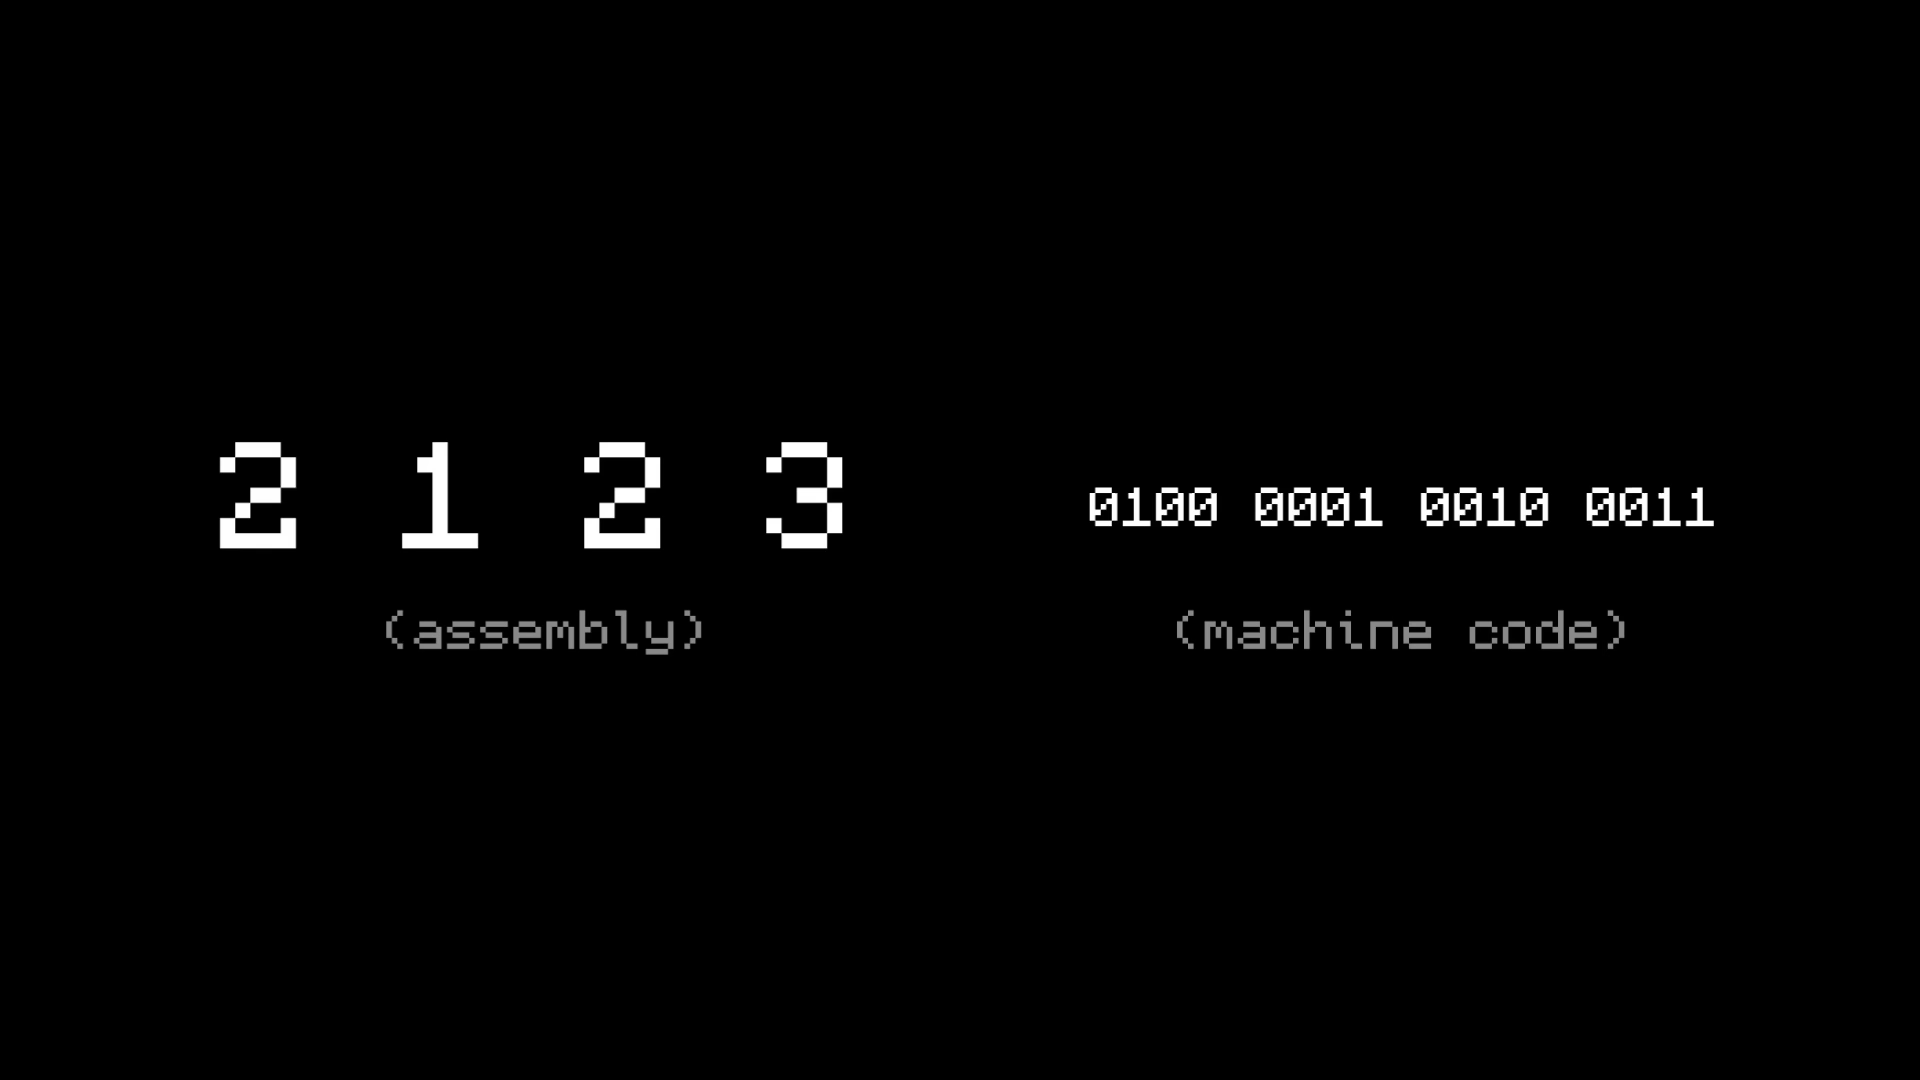 2 1 2 3
(assembly)
0100 0001 0010 0011
(machine code)